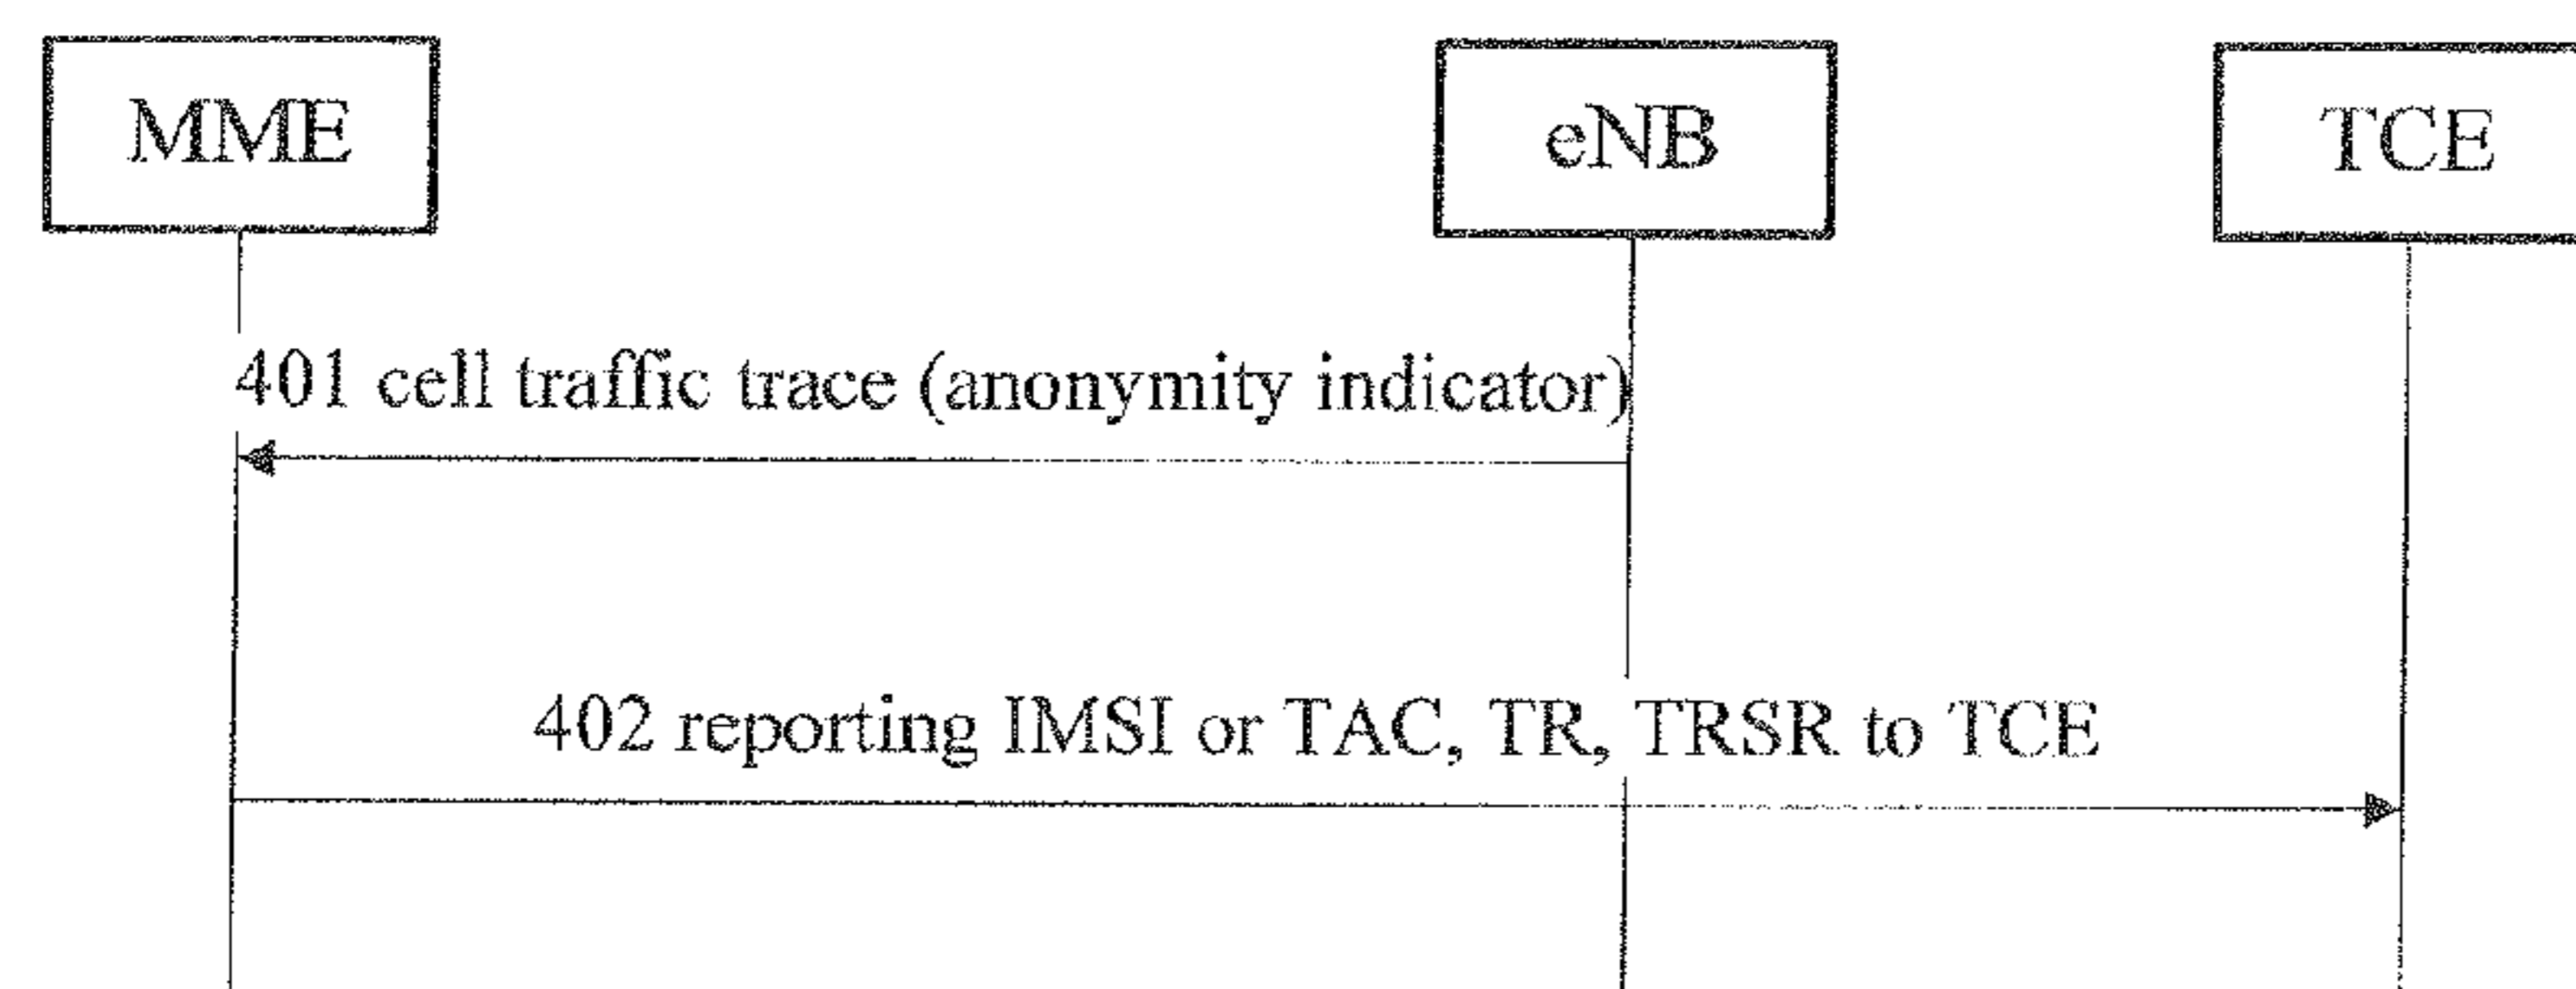 MME
eNB
TCE
401 cell traffic trace (anonymity indicator)
402 reporting IMSI or TAC, TR, TRSR to TCE